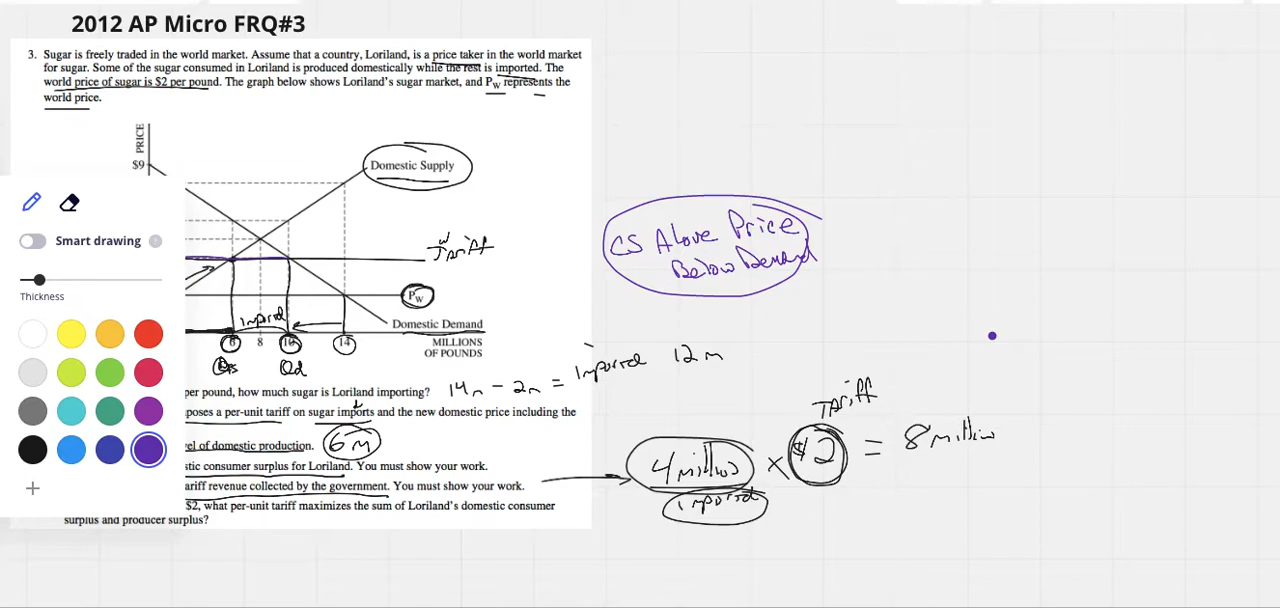 2012 AP Micro FRQ#3
3. Sugar is freely traded in the world market. Assume that a country, Loriland, is a price taker in the world market
for sugar. Some of the sugar consumed in Loriland is produced domestically while the rest is imported. The
world price of sugar is $2 per pound. The graph below shows Loriland's sugar market, and PW represents the
world price.
PRICE
$9
Domestic Supply
CS Above Price
Below Demand
W
Tariff
Smart drawing
Thickness
PW
Import
Domestic Demand
6 8 10 14
MILLIONS
OF POUNDS
Qs Qd
per pound, how much sugar is Loriland importing? 14m - 2m = Imported 12m
poses a per-unit tariff on sugar imports and the new domestic price including the
vel of domestic production. 6m
Tariff
stic consumer surplus for Loriland. You must show your work.
4 million x $2 = 8 million
ariff revenue collected by the government. You must show your work.
Imported
$2, what per-unit tariff maximizes the sum of Loriland's domestic consumer
surplus and producer surplus?